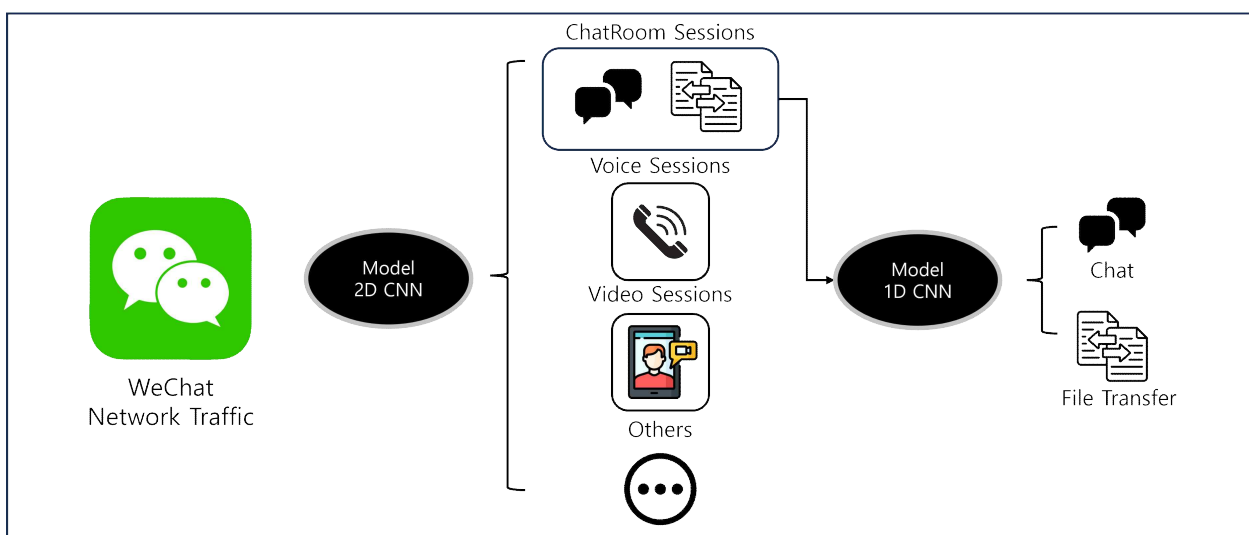 ChatRoom Sessions
Voice Sessions
Video Sessions
Others
WeChat
Network Traffic
Model
2D CNN
Model
1D CNN
Chat
File Transfer